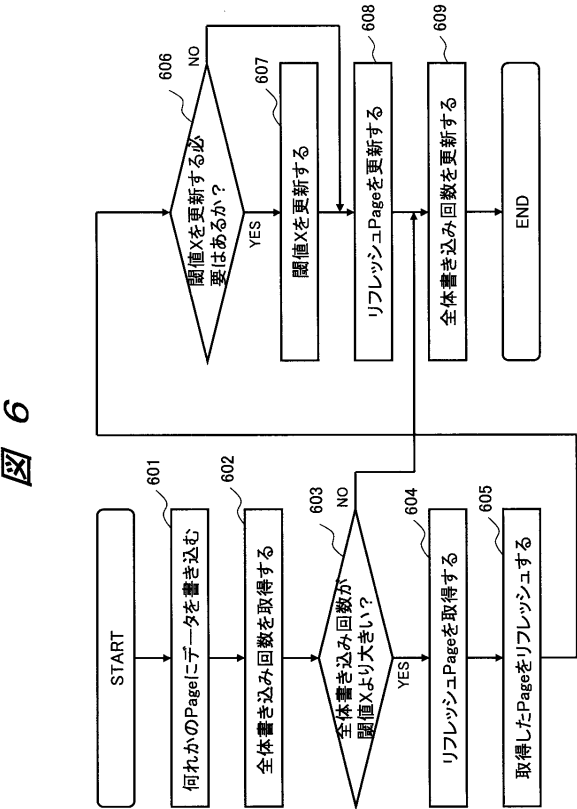 図 6
START
601
何れかのPageにデータを書き込む
602
全体書き込み回数を取得する
603
全体書き込み回数が
閾値Xより大きい？
NO
YES
604
リフレッシュPageを取得する
605
取得したPageをリフレッシュする
606
閾値Xを更新する必
要はあるか？
NO
YES
607
閾値Xを更新する
608
リフレッシュPageを更新する
609
全体書き込み回数を更新する
END